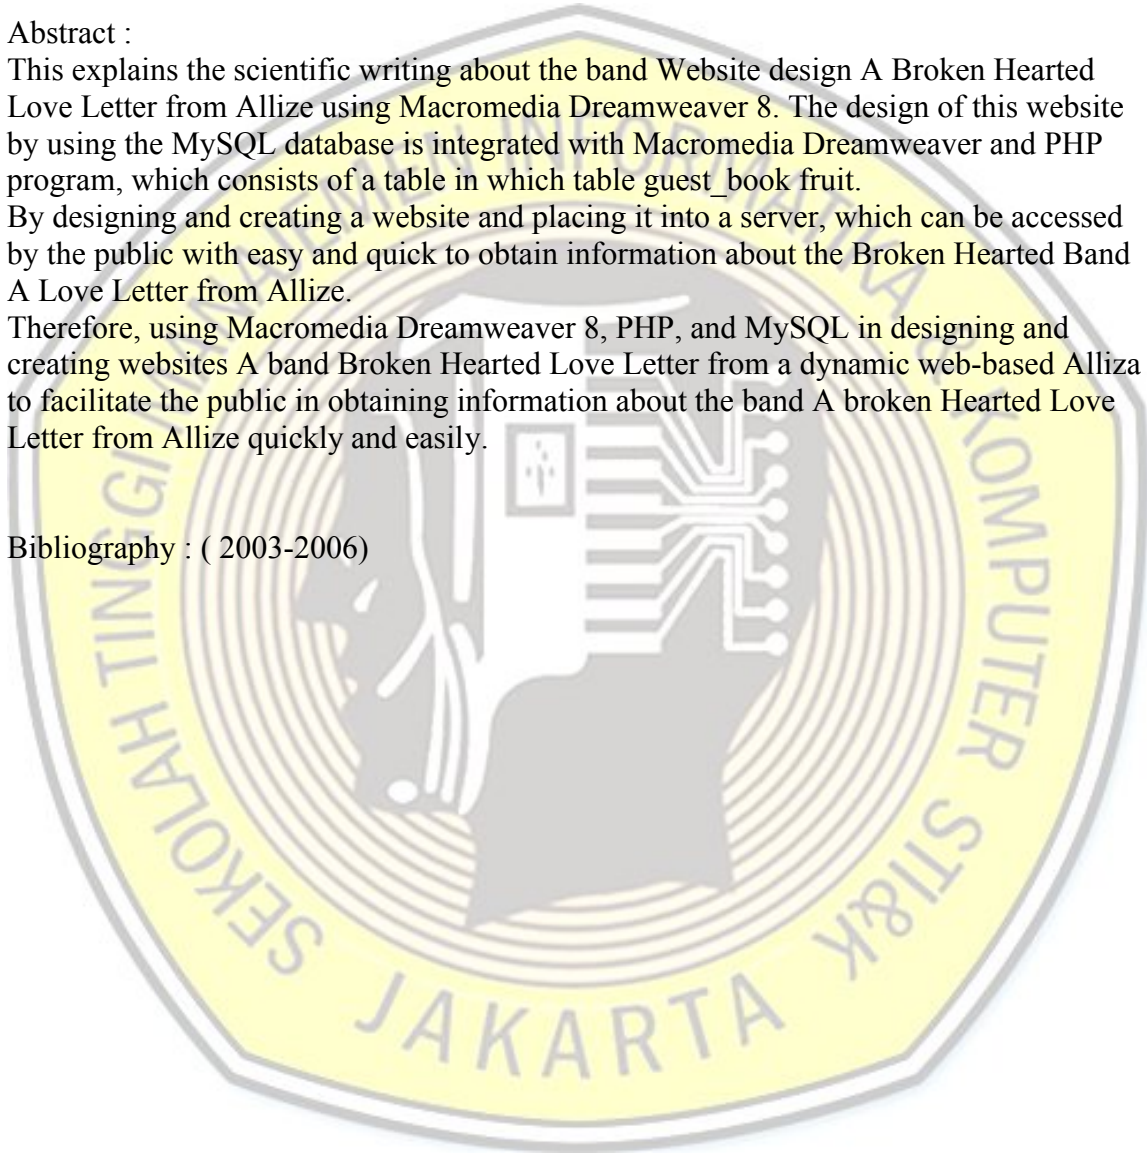 Abstract :
This explains the scientific writing about the band Website design A Broken Hearted
Love Letter from Allize using Macromedia Dreamweaver 8. The design of this website
by using the MySQL database is integrated with Macromedia Dreamweaver and PHP
program, which consists of a table in which table guest_book fruit.
By designing and creating a website and placing it into a server, which can be accessed
by the public with easy and quick to obtain information about the Broken Hearted Band
A Love Letter from Allize.
Therefore, using Macromedia Dreamweaver 8, PHP, and MySQL in designing and
creating websites A band Broken Hearted Love Letter from a dynamic web-based Alliza
to facilitate the public in obtaining information about the band A broken Hearted Love
Letter from Allize quickly and easily.
Bibliography : ( 2003-2006)
SEKOLAH TINGGI MANAJEMEN INFORMATIKA & KOMPUTER STI&K
JAKARTA